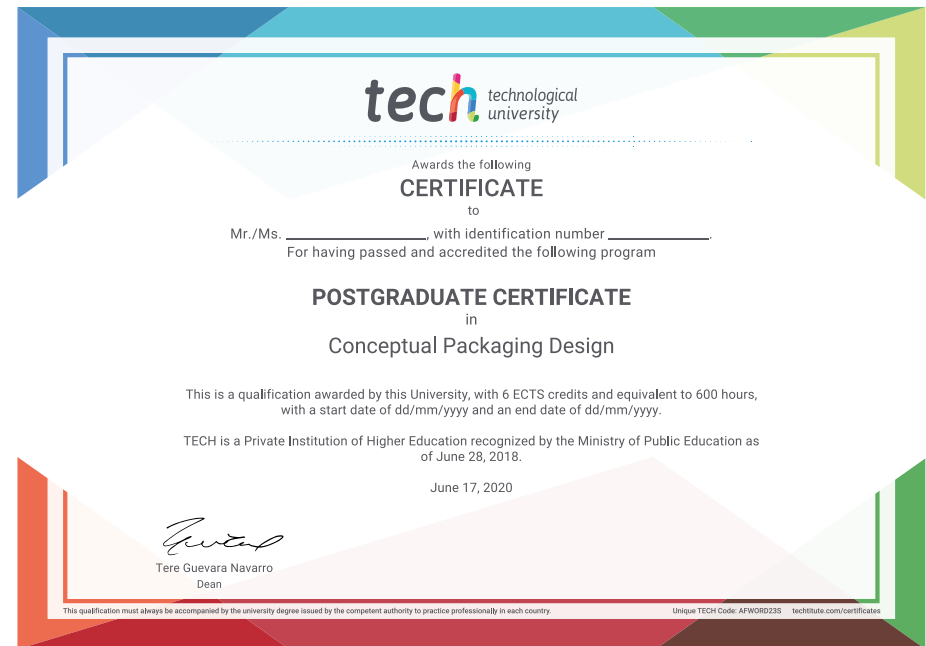 tech technological
university
Awards the following
CERTIFICATE
to
Mr./Ms. ____________________, with identification number ______________.
For having passed and accredited the following program
POSTGRADUATE CERTIFICATE
in
Conceptual Packaging Design
This is a qualification awarded by this University, with 6 ECTS credits and equivalent to 600 hours,
with a start date of dd/mm/yyyy and an end date of dd/mm/yyyy.
TECH is a Private Institution of Higher Education recognized by the Ministry of Public Education as
of June 28, 2018.
June 17, 2020
Tere Guevara Navarro
Dean
This qualification must always be accompanied by the university degree issued by the competent authority to practice professionally in each country. Unique TECH Code: AFWORD23S techtitute.com/certificates